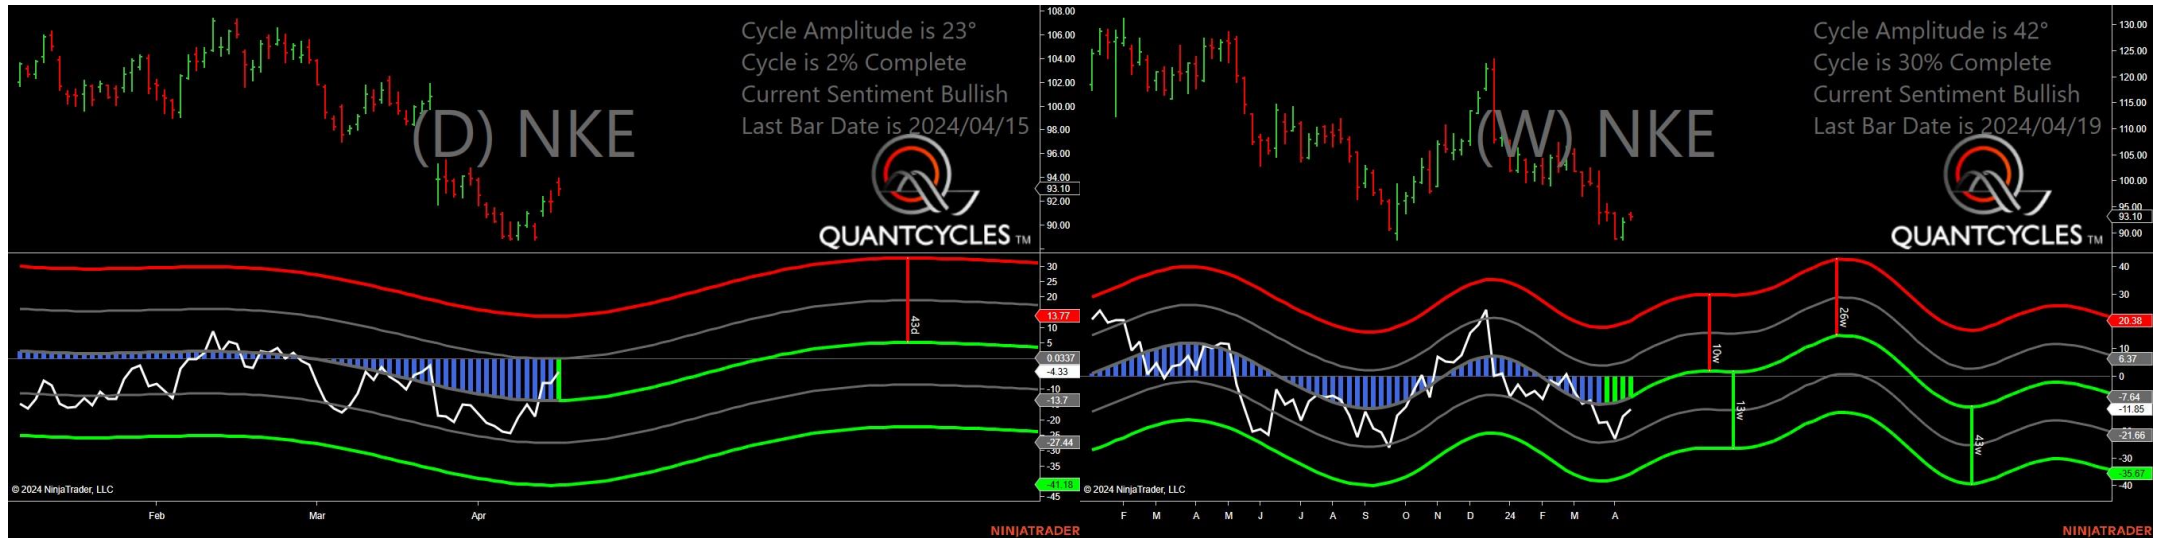 Cycle Amplitude is 23°
Cycle is 2% Complete
Current Sentiment Bullish
Last Bar Date is 2024/04/15
(D) NKE
QUANTCYCLES TM
108.00
106.00
104.00
102.00
100.00
98.00
96.00
94.00
93.10
92.00
90.00
43d
30
25
20
13.77
10
5
0.0337
-4.33
-10
-13.7
-20
-27.44
-30
-35
-41.18
-45
© 2024 NinjaTrader, LLC
Feb Mar Apr
NINJATRADER
Cycle Amplitude is 42°
Cycle is 30% Complete
Current Sentiment Bullish
Last Bar Date is 2024/04/19
(W) NKE
QUANTCYCLES TM
130.00
125.00
120.00
115.00
110.00
105.00
100.00
95.00
93.10
90.00
10w
13w
26w
43w
40
30
20.38
10
6.37
0
-7.64
-11.85
-21.66
-30
-35.67
-40
© 2024 NinjaTrader, LLC
F M A M J J A S O N D 24 F M A
NINJATRADER